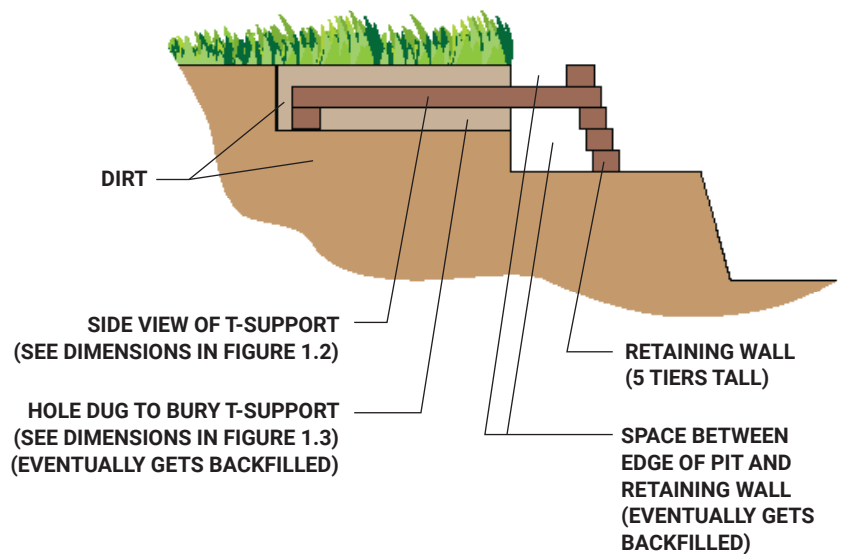 DIRT
SIDE VIEW OF T-SUPPORT
(SEE DIMENSIONS IN FIGURE 1.2)
HOLE DUG TO BURY T-SUPPORT
(SEE DIMENSIONS IN FIGURE 1.3)
(EVENTUALLY GETS BACKFILLED)
RETAINING WALL
(5 TIERS TALL)
SPACE BETWEEN
EDGE OF PIT AND
RETAINING WALL
(EVENTUALLY GETS
BACKFILLED)